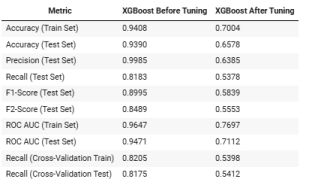 Metric XGBoost Before Tuning XGBoost After Tuning
Accuracy (Train Set) 0.9408 0.7004
Accuracy (Test Set) 0.9390 0.6578
Precision (Test Set) 0.9985 0.6385
Recall (Test Set) 0.8183 0.5378
F1-Score (Test Set) 0.8995 0.5839
F2-Score (Test Set) 0.8489 0.5553
ROC AUC (Train Set) 0.9647 0.7697
ROC AUC (Test Set) 0.9471 0.7112
Recall (Cross-Validation Train) 0.8205 0.5398
Recall (Cross-Validation Test) 0.8175 0.5412